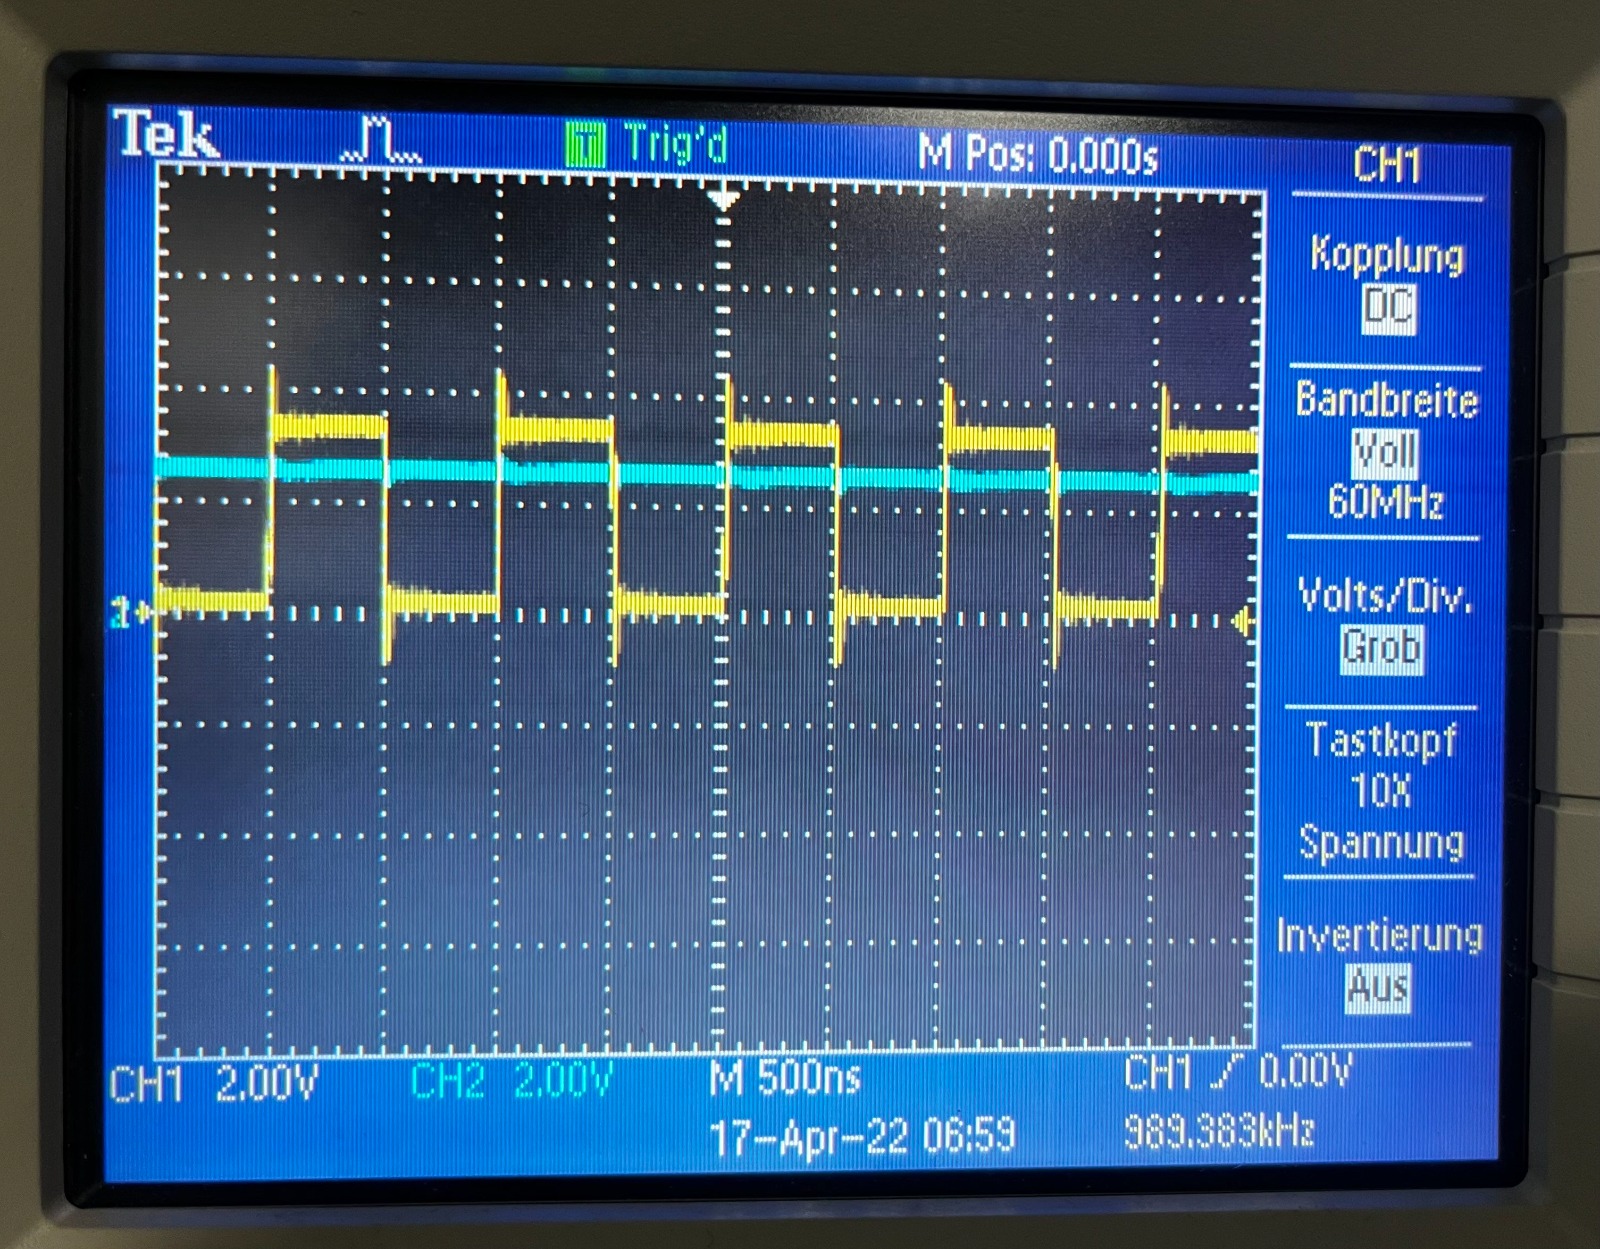 Tek T Trig'd M Pos: 0.000s CH1
Kopplung
DC
Bandbreite
Voll
60MHz
Volts/Div.
Grob
Tastkopf
10X
Spannung
Invertierung
Aus
CH1 2.00V CH2 2.00V M 500ns CH1 0.00V
17-Apr-22 06:59 989.383kHz